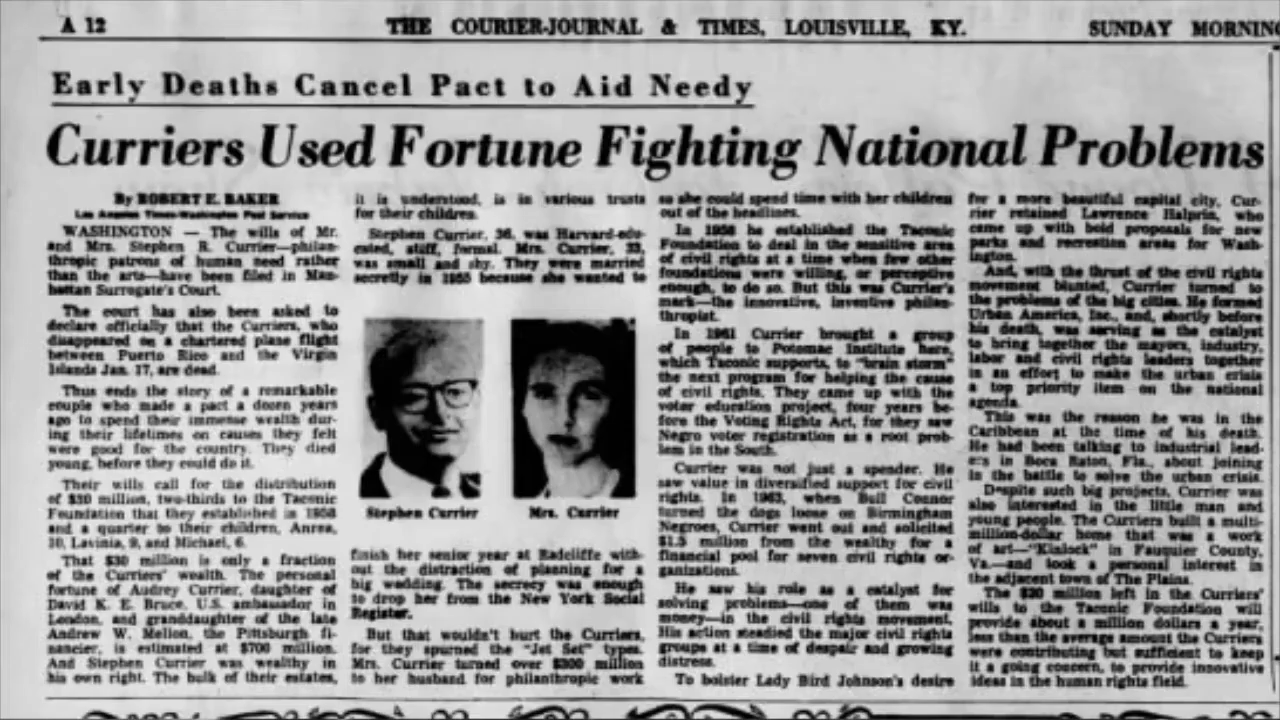 A 12
THE COURIER-JOURNAL & TIMES, LOUISVILLE, KY.
SUNDAY MORNING
Early Deaths Cancel Pact to Aid Needy
Curriers Used Fortune Fighting National Problems
By ROBERT E. BAKER
Los Angeles Times-Washington Post Service
WASHINGTON — The wills of Mr.
and Mrs. Stephen R. Currier—philan-
thropic patrons of human need rather
than the arts—have been filed in Man-
hattan Surrogate's Court.
The court has also been asked to
declare officially that the Curriers, who
disappeared on a chartered plane flight
between Puerto Rico and the Virgin
Islands Jan. 17, are dead.
Thus ends the story of a remarkable
couple who made a pact a dozen years
ago to spend their immense wealth dur-
ing their lifetimes on causes they felt
were good for the country. They died
young, before they could do it.
Their wills call for the distribution
of $30 million, two-thirds to the Taconic
Foundation that they established in 1958
and a quarter to their children, Anrea,
10, Lavinia, 9, and Michael, 6.
That $30 million is only a fraction
of the Curriers' wealth. The personal
fortune of Audrey Currier, daughter of
David K. E. Bruce, U.S. ambassador in
London, and granddaughter of the late
Andrew W. Mellon, the Pittsburgh fi-
nancier, is estimated at $700 million.
And Stephen Currier was wealthy in
his own right. The bulk of their estates,
it is understood, is in various trusts
for their children.
Stephen Currier, 36, was Harvard-edu-
cated, stiff, formal. Mrs. Currier, 33,
was small and shy. They were married
secretly in 1955 because she wanted to
Stephen Currier
Mrs. Currier
finish her senior year at Radcliffe with-
out the distraction of planning for a
big wedding. The secrecy was enough
to drop her from the New York Social
Register.
But that wouldn't hurt the Curriers,
for they spurned the "Jet Set" types.
Mrs. Currier turned over $300 million
to her husband for philanthropic work
so she could spend time with her children
out of the headlines.
In 1958 he established the Taconic
Foundation to deal in the sensitive area
of civil rights at a time when few other
foundations were willing, or perceptive
enough, to do so. But this was Currier's
mark—the innovative, inventive philan-
thropist.
In 1961 Currier brought a group
of people to Potomac Institute here,
which Taconic supports, to "brain storm"
the next program for helping the cause
of civil rights. They came up with the
voter education project, four years be-
fore the Voting Rights Act, for they saw
Negro voter registration as a root prob-
lem in the South.
Currier was not just a spender. He
saw value in diversified support for civil
rights. In 1963, when Bull Connor
turned the dogs loose on Birmingham
Negroes, Currier went out and solicited
$1.5 million from the wealthy for a
financial pool for seven civil rights or-
ganizations.
He saw his role as a catalyst for
solving problems—one of them was
money—in the civil rights movement.
His action steadied the major civil rights
groups at a time of despair and growing
distress.
To bolster Lady Bird Johnson's desire
for a more beautiful capital city, Cur-
rier retained Lawrence Halprin, who
came up with bold proposals for new
parks and recreation areas for Wash-
ington.
And, with the thrust of the civil rights
movement blunted, Currier turned to
the problems of the big cities. He formed
Urban America, Inc., and, shortly before
his death, was serving as the catalyst
to bring together the mayors, industry,
labor and civil rights leaders together
in an effort to make the urban crisis
a top priority item on the national
agenda.
This was the reason he was in the
Caribbean at the time of his death.
He had been talking to industrial lead-
ers in Boca Raton, Fla., about joining
in the battle to solve the urban crisis.
Despite such big projects, Currier was
also interested in the little man and
young people. The Curriers built a multi-
million-dollar home that was a work
of art—"Kinlock" in Fauquier County,
Va.—and took a personal interest in
the adjacent town of The Plains.
The $20 million left in the Curriers'
wills to the Taconic Foundation will
provide about a million dollars a year,
less than the average amount the Curriers
were contributing but sufficient to keep
it a going concern, to provide innovative
ideas in the human rights field.